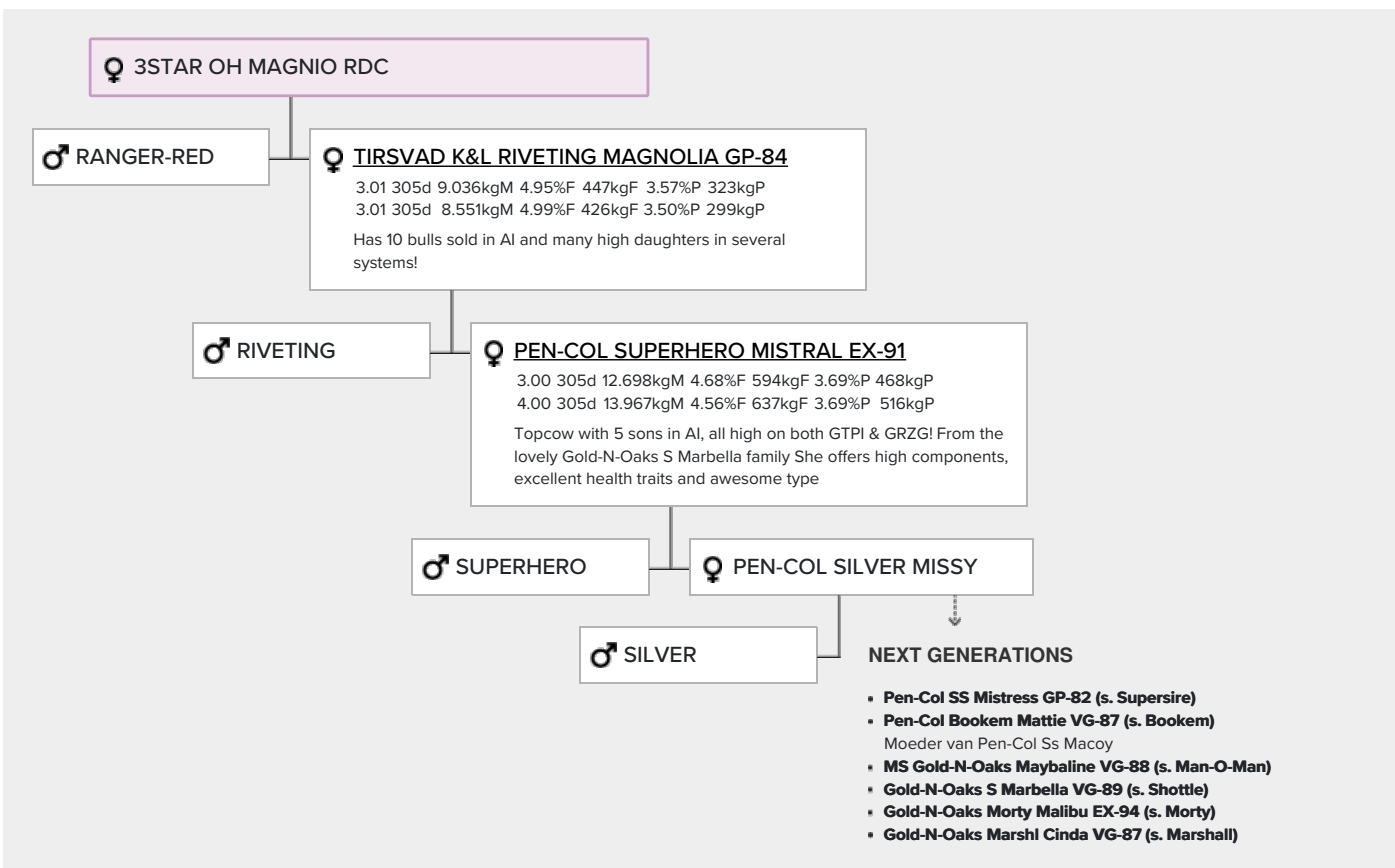 3STAR OH MAGNIO RDC
RANGER-RED
TIRSVAD K&L RIVETING MAGNOLIA GP-84
3.01 305d 9.036kgM 4.95%F 447kgF 3.57%P 323kgP
3.01 305d 8.551kgM 4.99%F 426kgF 3.50%P 299kgP
Has 10 bulls sold in AI and many high daughters in several
systems!
RIVETING
PEN-COL SUPERHERO MISTRAL EX-91
3.00 305d 12.698kgM 4.68%F 594kgF 3.69%P 468kgP
4.00 305d 13.967kgM 4.56%F 637kgF 3.69%P 516kgP
Topcow with 5 sons in AI, all high on both GTPI & GRZG! From the
lovely Gold-N-Oaks S Marbella family She offers high components,
excellent health traits and awesome type
SUPERHERO
PEN-COL SILVER MISSY
SILVER
NEXT GENERATIONS
Pen-Col SS Mistress GP-82 (s. Supersire)
Pen-Col Bookem Mattie VG-87 (s. Bookem)
Moeder van Pen-Col Ss Macoy
MS Gold-N-Oaks Maybaline VG-88 (s. Man-O-Man)
Gold-N-Oaks S Marbella VG-89 (s. Shottle)
Gold-N-Oaks Morty Malibu EX-94 (s. Morty)
Gold-N-Oaks Marshl Cinda VG-87 (s. Marshall)